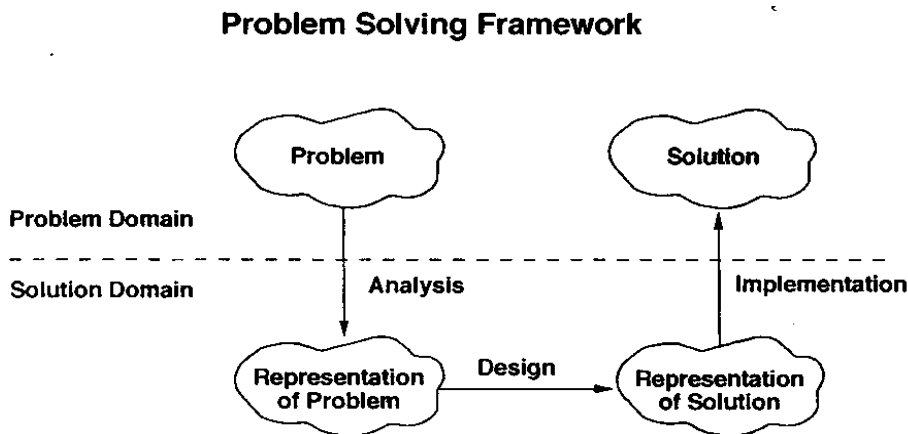 Problem Solving Framework
Problem
Solution
Problem Domain
Solution Domain
Analysis
Implementation
Representation
of Problem
Design
Representation
of Solution